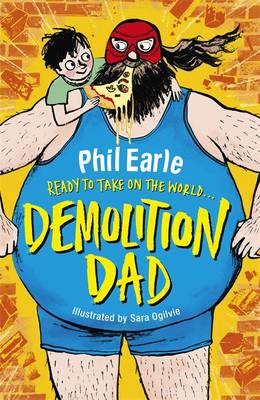 Phil Earle
READY TO TAKE ON THE WORLD...
DEMOLITION
DAD
Illustrated by Sara Ogilvie